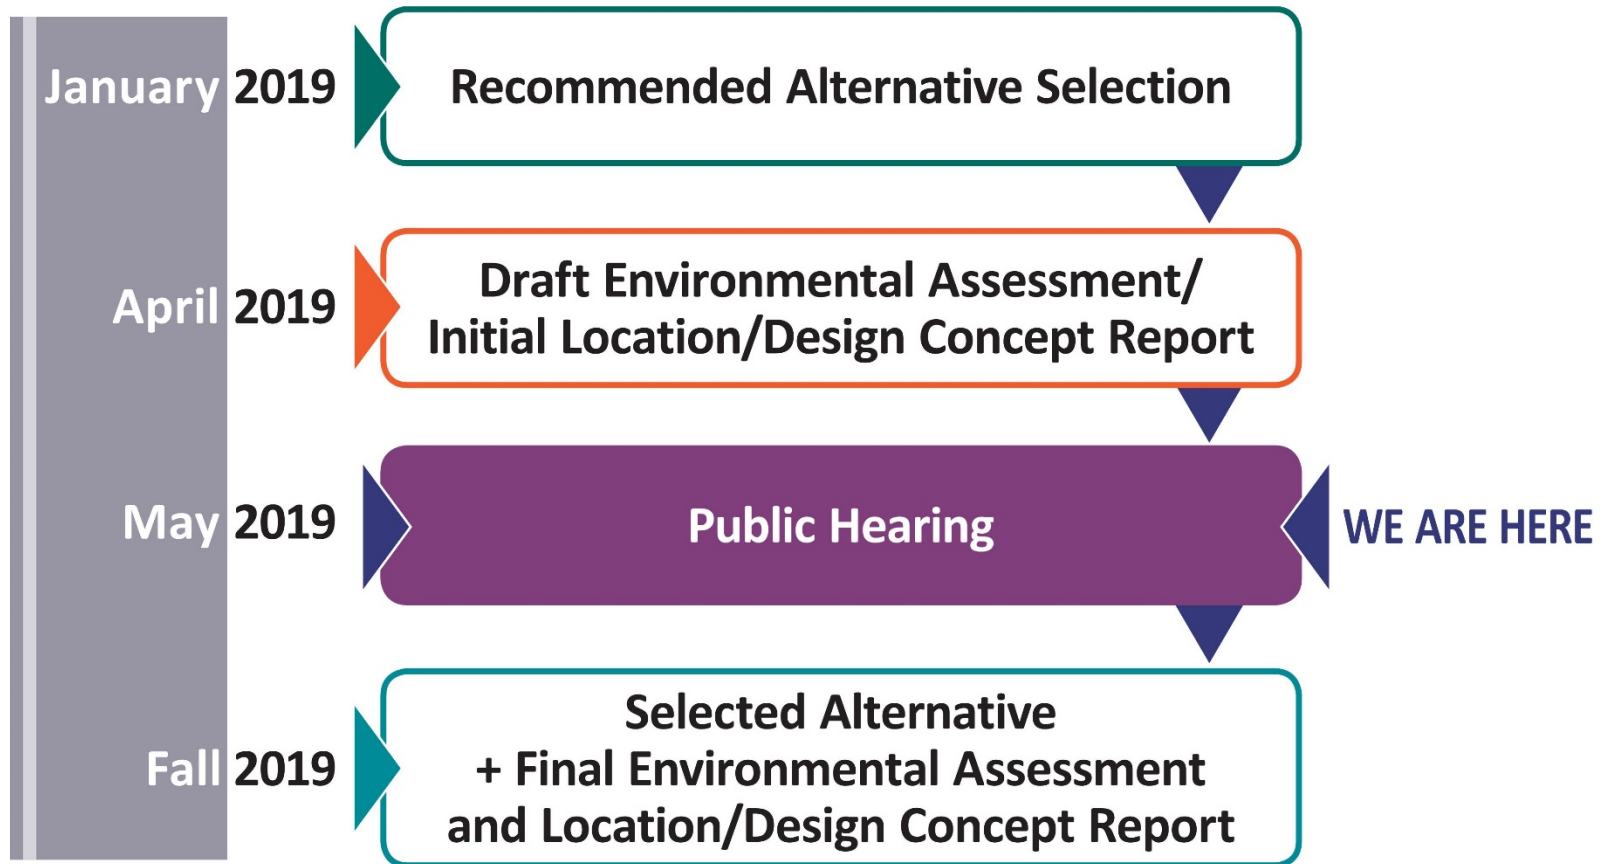 January 2019
Recommended Alternative Selection
April 2019
Draft Environmental Assessment/
Initial Location/Design Concept Report
May 2019
Public Hearing
WE ARE HERE
Fall 2019
Selected Alternative
+ Final Environmental Assessment
and Location/Design Concept Report